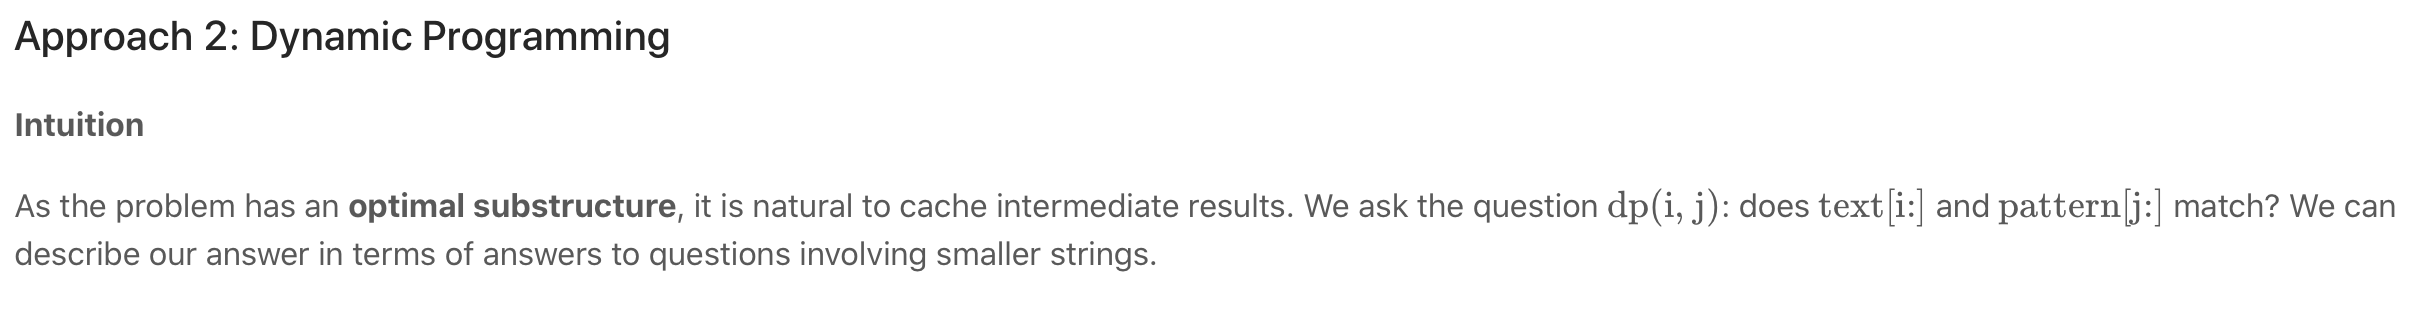 Approach 2: Dynamic Programming
Intuition
As the problem has an optimal substructure, it is natural to cache intermediate results. We ask the question dp(i, j): does text[i:] and pattern[j:] match? We can
describe our answer in terms of answers to questions involving smaller strings.